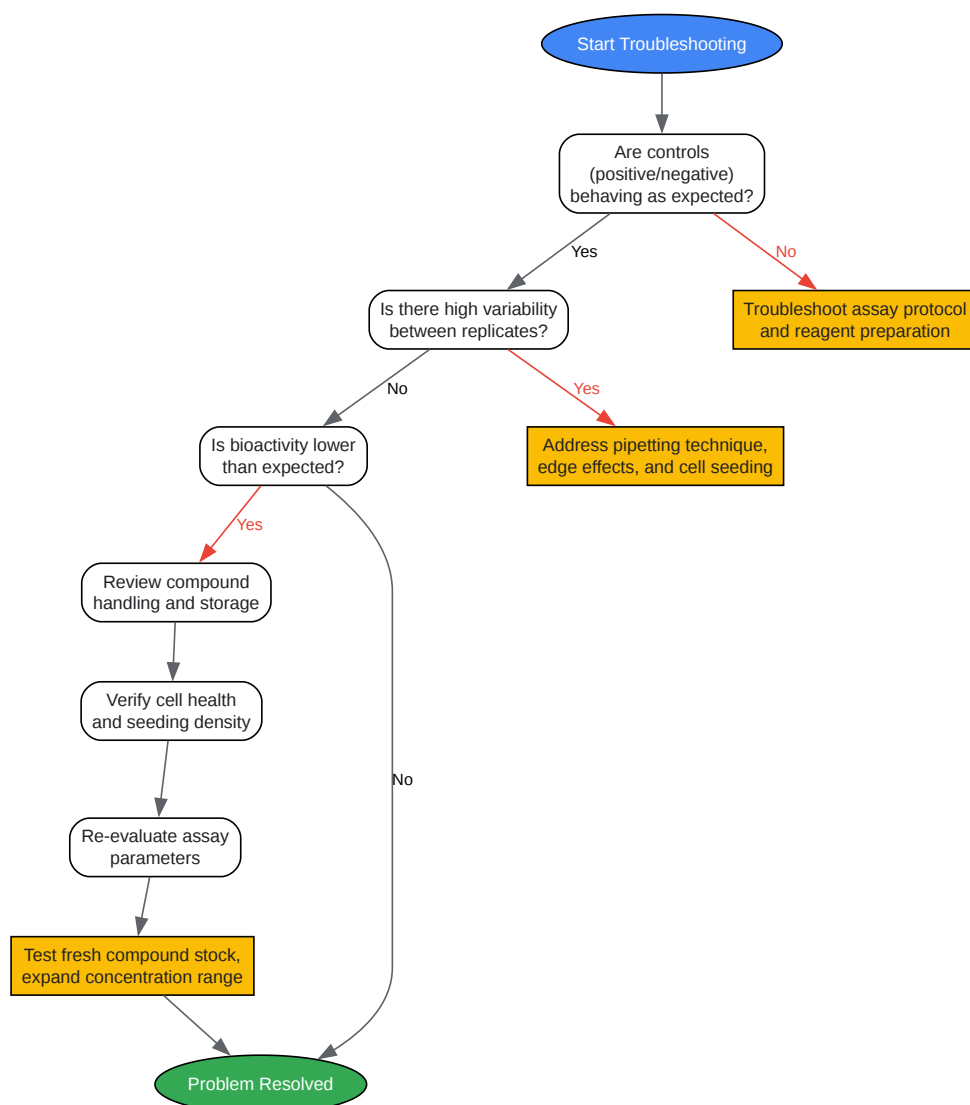 Start Troubleshooting
Are controls
(positive/negative)
behaving as expected?
Yes
No
Is there high variability
between replicates?
Troubleshoot assay protocol
and reagent preparation
No
Yes
Is bioactivity lower
than expected?
Address pipetting technique,
edge effects, and cell seeding
Yes
Review compound
handling and storage
Verify cell health
and seeding density
No
Re-evaluate assay
parameters
Test fresh compound stock,
expand concentration range
Problem Resolved